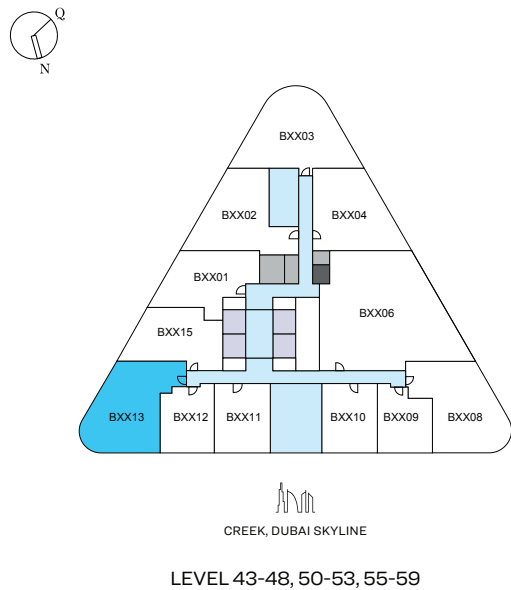 Q
N
BXX03
BXX02
BXX04
BXX01
BXX06
BXX15
BXX13
BXX12
BXX11
BXX10
BXX09
BXX08
CREEK, DUBAI SKYLINE
LEVEL 43-48, 50-53, 55-59